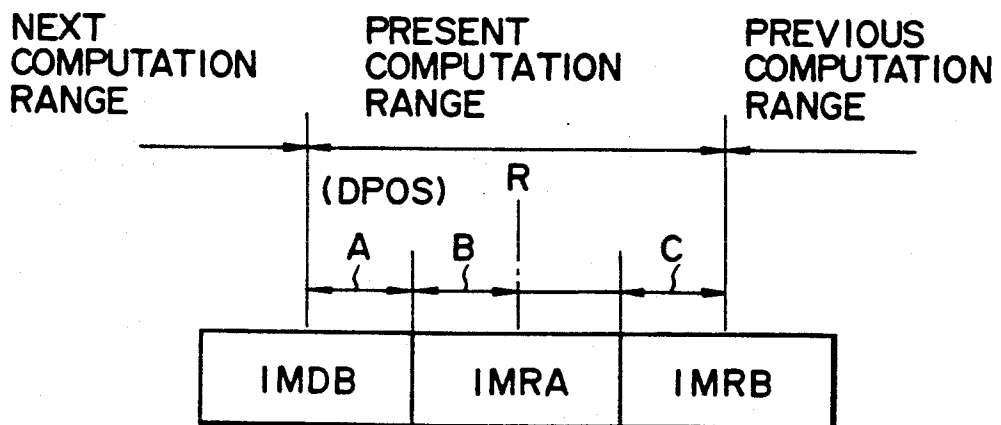 NEXT
COMPUTATION
RANGE
PRESENT
COMPUTATION
RANGE
PREVIOUS
COMPUTATION
RANGE
(DPOS)
R
A
B
C
IMDB
IMRA
IMRB